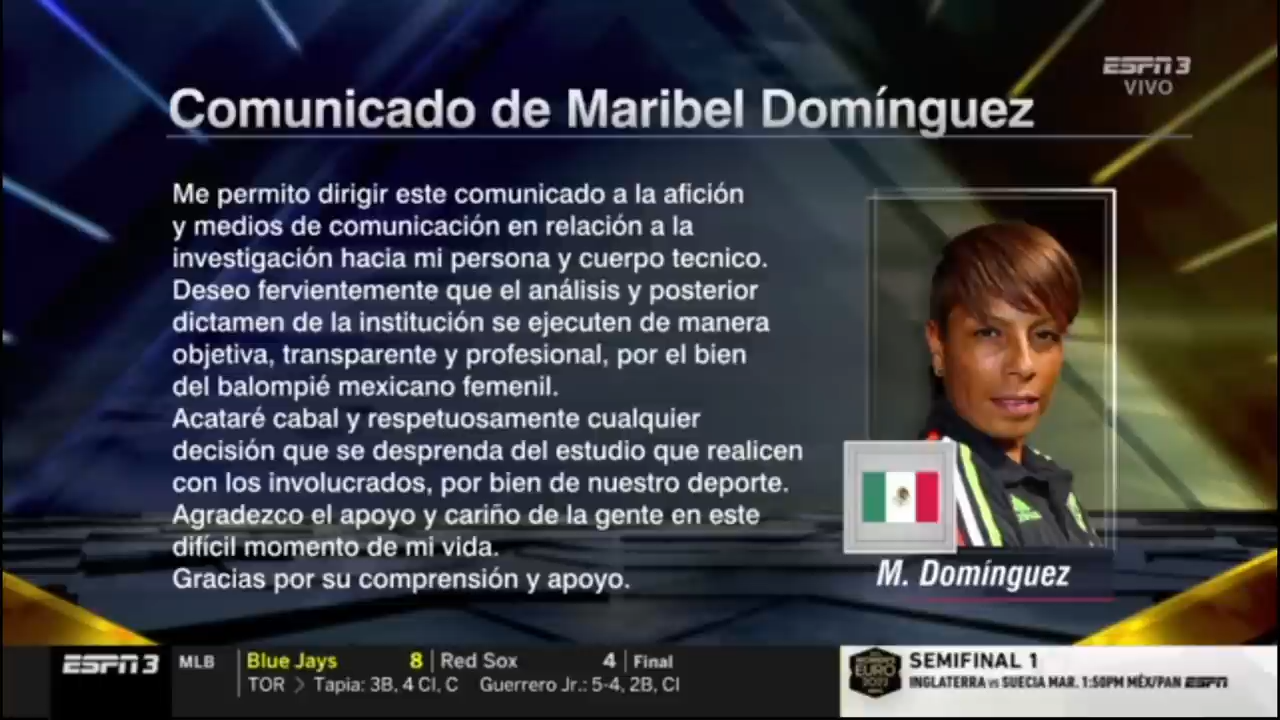 ESPN 3
VIVO
Comunicado de Maribel Domínguez
Me permito dirigir este comunicado a la afición
y medios de comunicación en relación a la
investigación hacia mi persona y cuerpo tecnico.
Deseo fervientemente que el análisis y posterior
dictamen de la institución se ejecuten de manera
objetiva, transparente y profesional, por el bien
del balompié mexicano femenil.
Acataré cabal y respetuosamente cualquier
decisión que se desprenda del estudio que realicen
con los involucrados, por bien de nuestro deporte.
Agradezco el apoyo y cariño de la gente en este
difícil momento de mi vida.
Gracias por su comprensión y apoyo.
M. Domínguez
ESPN 3
MLB
Blue Jays 8 Red Sox 4 Final
TOR > Tapia: 3B, 4 CI, C Guerrero Jr.: 5-4, 2B, CI
EURO
SEMIFINAL 1
INGLATERRA vs SUECIA MAR. 1:50PM MÉX/PAN ESPN